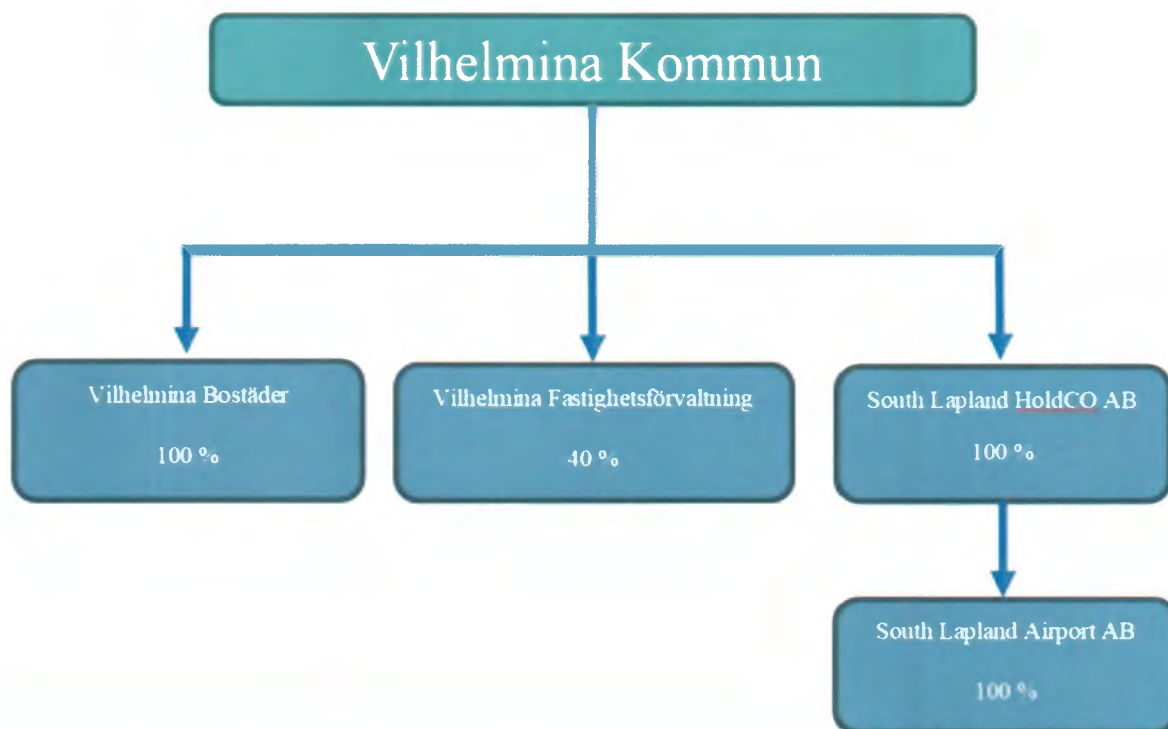 Vilhelmina Kommun
Vilhelmina Bostäder
100 %
Vilhelmina Fastighetsförvaltning
40 %
South Lapland HoldCO AB
100 %
South Lapland Airport AB
100 %